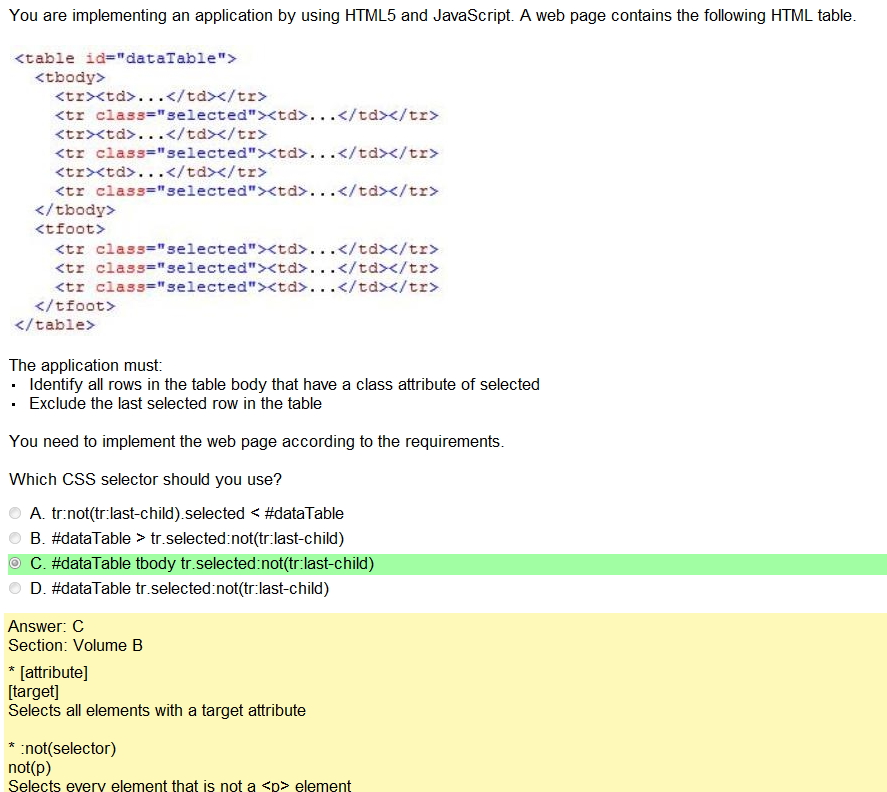 You are implementing an application by using HTML5 and JavaScript. A web page contains the following HTML table.
<table id="dataTable">
<tbody>
<tr><td>...</td></tr>
<tr class="selected"><td>...</td></tr>
<tr><td>...</td></tr>
<tr class="selected"><td>...</td></tr>
<tr><td>...</td></tr>
<tr class="selected"><td>...</td></tr>
</tbody>
<tfoot>
<tr class="selected"><td>...</td></tr>
<tr class="selected"><td>...</td></tr>
<tr class="selected"><td>...</td></tr>
</tfoot>
</table>
The application must:
· Identify all rows in the table body that have a class attribute of selected
· Exclude the last selected row in the table
You need to implement the web page according to the requirements.
Which CSS selector should you use?
A. tr:not(tr:last-child).selected < #dataTable
B. #dataTable > tr.selected:not(tr:last-child)
C. #dataTable tbody tr.selected:not(tr:last-child)
D. #dataTable tr.selected:not(tr:last-child)
Answer: C
Section: Volume B
* [attribute]
[target]
Selects all elements with a target attribute
* :not(selector)
not(p)
Selects every element that is not a <p> element